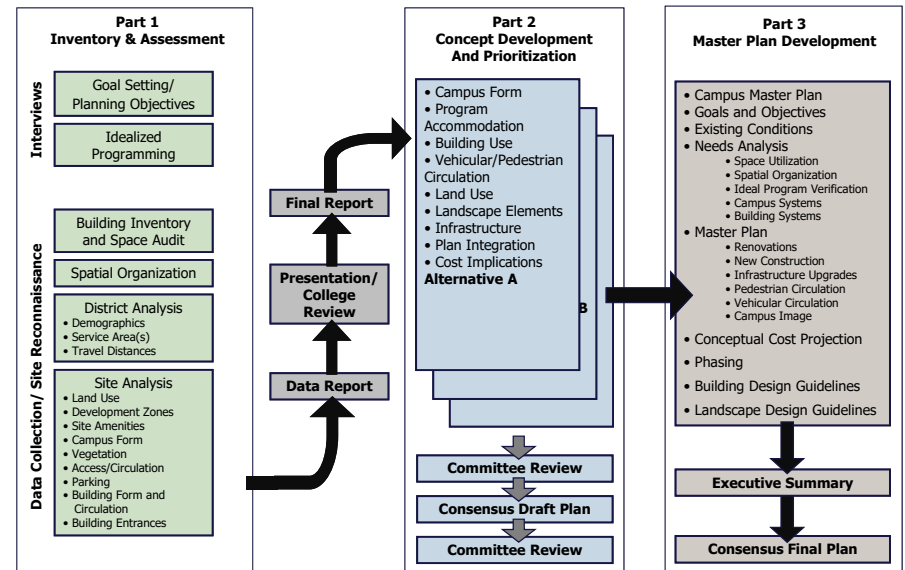 Part 1
Inventory & Assessment
Interviews
Goal Setting/
Planning Objectives
Idealized
Programming
Data Collection/ Site Reconnaissance
Building Inventory
and Space Audit
Spatial Organization
District Analysis
• Demographics
• Service Area(s)
• Travel Distances
Site Analysis
• Land Use
• Development Zones
• Site Amenities
• Campus Form
• Vegetation
• Access/Circulation
• Parking
• Building Form and
Circulation
• Building Entrances
Final Report
Presentation/
College
Review
Data Report
Part 2
Concept Development
And Prioritization
• Campus Form
• Program
Accommodation
• Building Use
• Vehicular/Pedestrian
Circulation
• Land Use
• Landscape Elements
• Infrastructure
• Plan Integration
• Cost Implications
Alternative A
B
Committee Review
Consensus Draft Plan
Committee Review
Part 3
Master Plan Development
• Campus Master Plan
• Goals and Objectives
• Existing Conditions
• Needs Analysis
• Space Utilization
• Spatial Organization
• Ideal Program Verification
• Campus Systems
• Building Systems
• Master Plan
• Renovations
• New Construction
• Infrastructure Upgrades
• Pedestrian Circulation
• Vehicular Circulation
• Campus Image
• Conceptual Cost Projection
• Phasing
• Building Design Guidelines
• Landscape Design Guidelines
Executive Summary
Consensus Final Plan